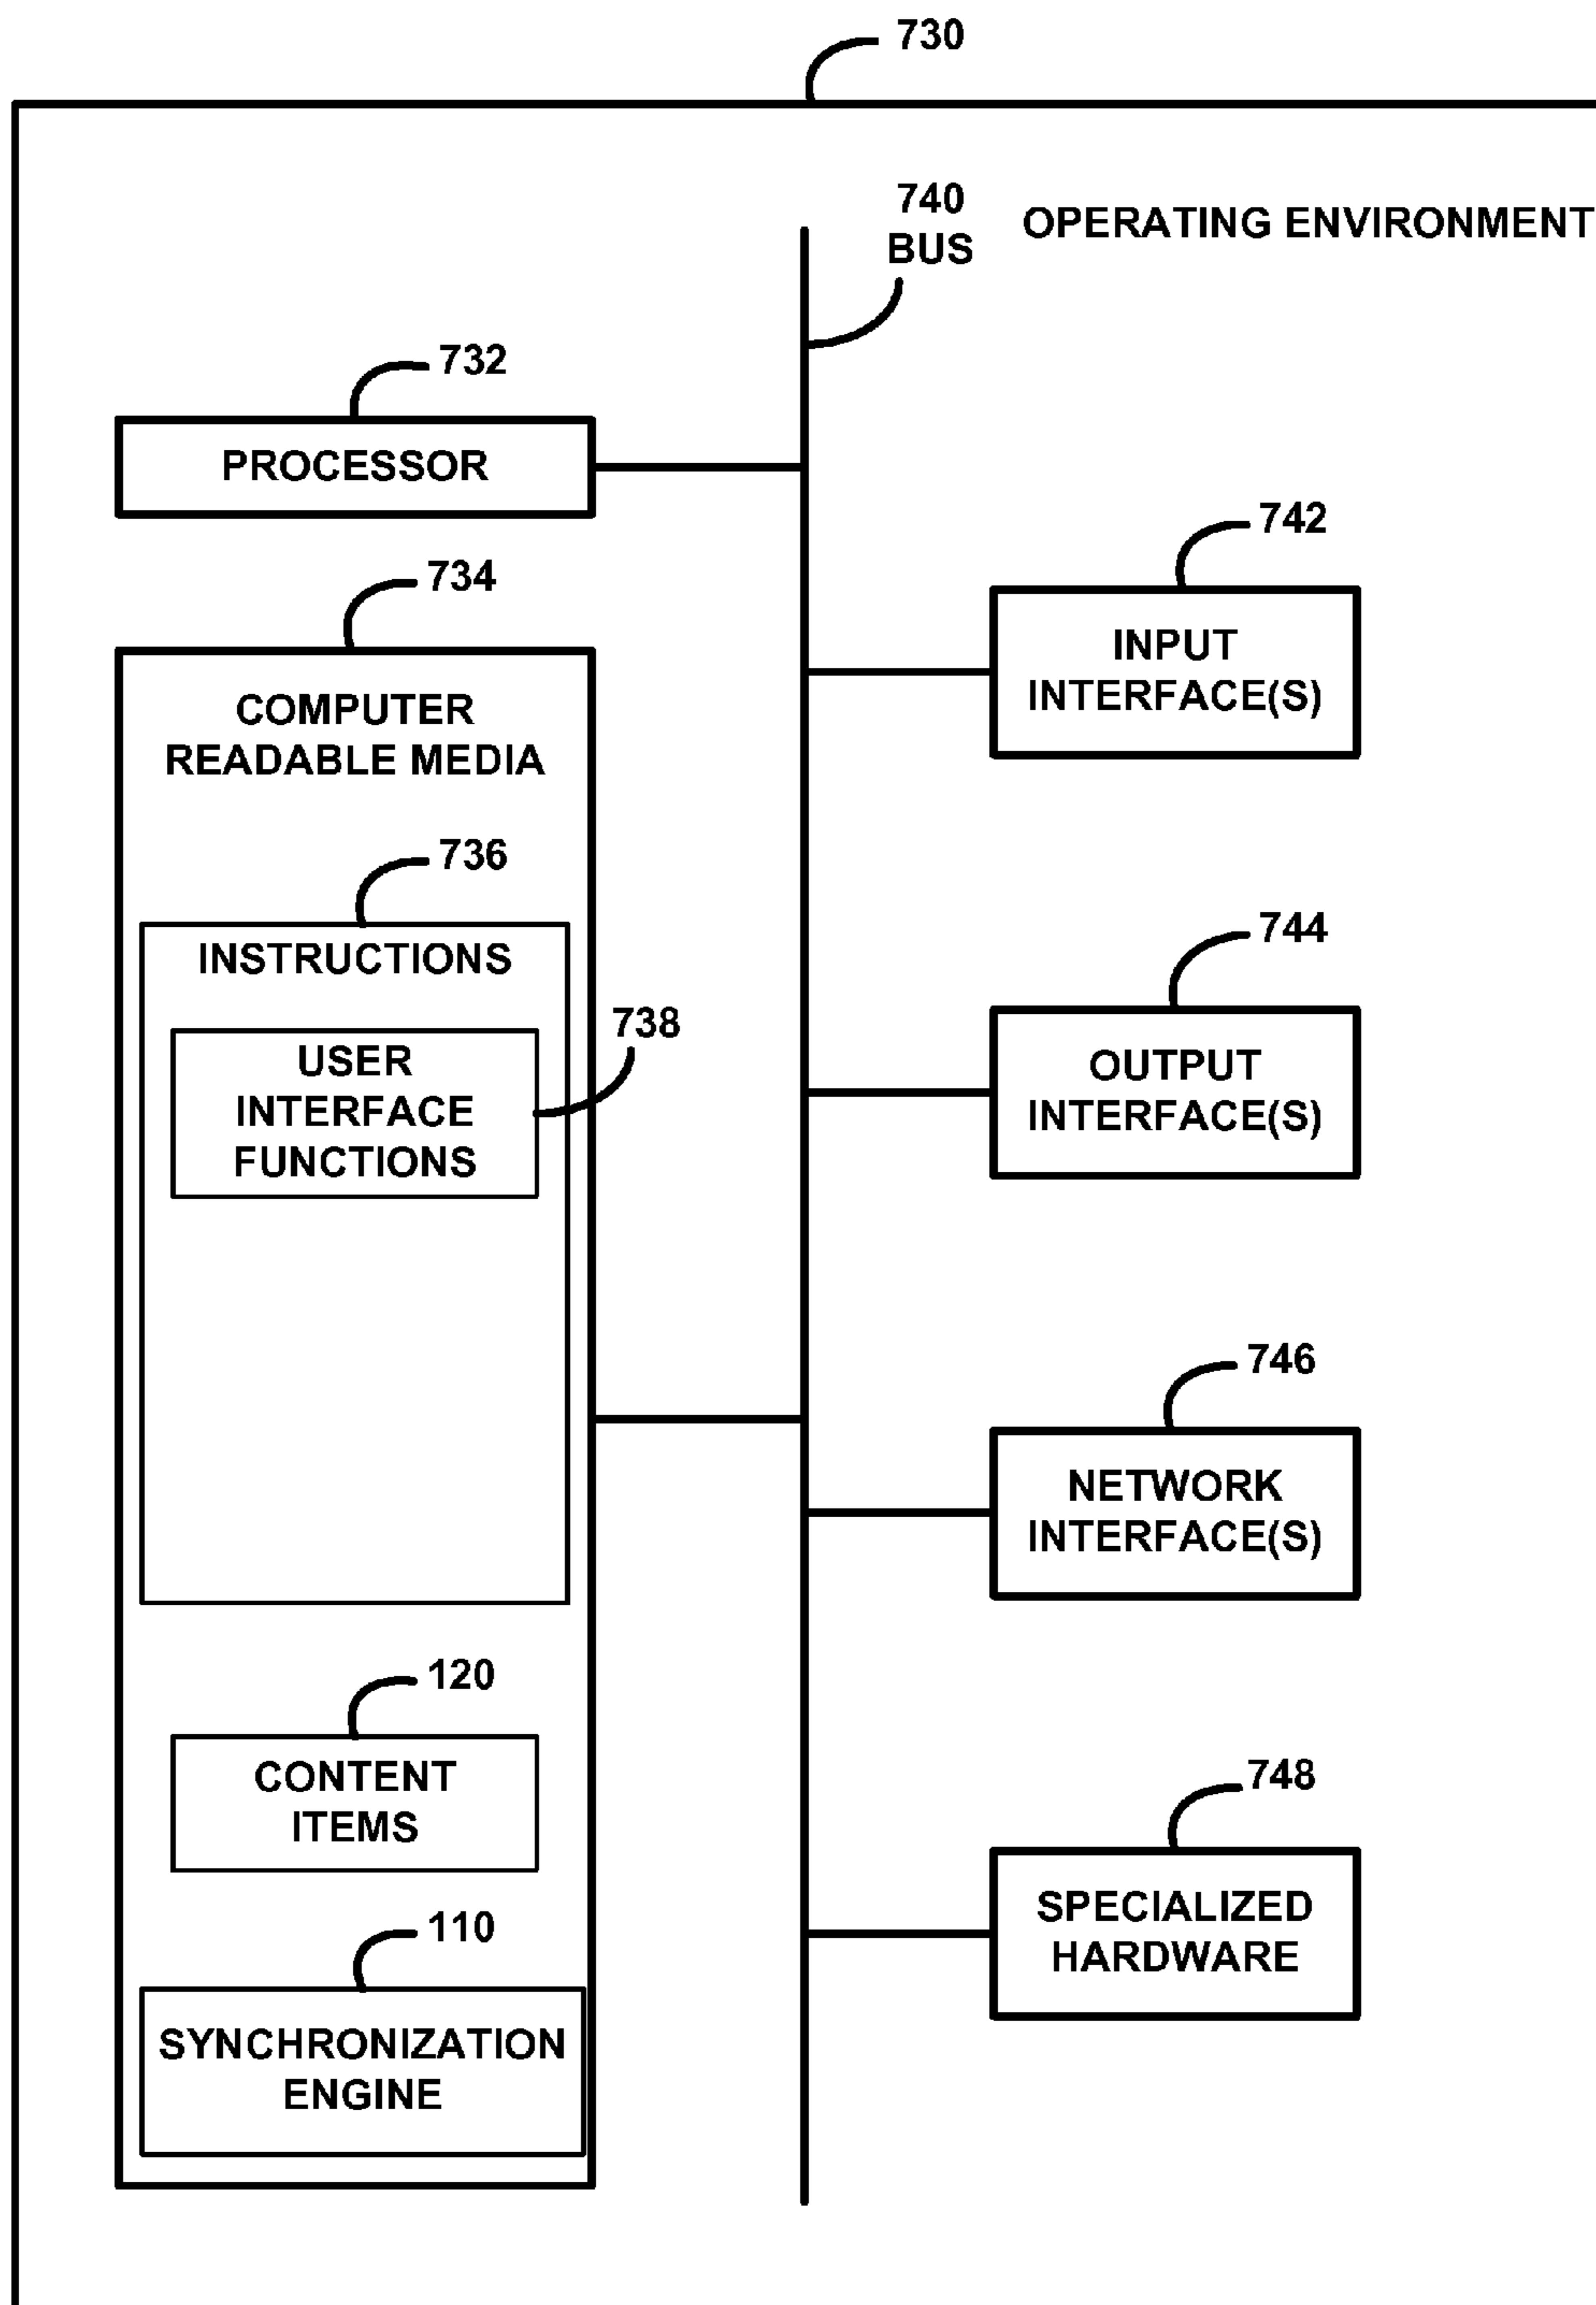 730
740
BUS
OPERATING ENVIRONMENT
732
PROCESSOR
734
COMPUTER
READABLE MEDIA
736
INSTRUCTIONS
738
USER
INTERFACE
FUNCTIONS
120
CONTENT
ITEMS
110
SYNCHRONIZATION
ENGINE
742
INPUT
INTERFACE(S)
744
OUTPUT
INTERFACE(S)
746
NETWORK
INTERFACE(S)
748
SPECIALIZED
HARDWARE